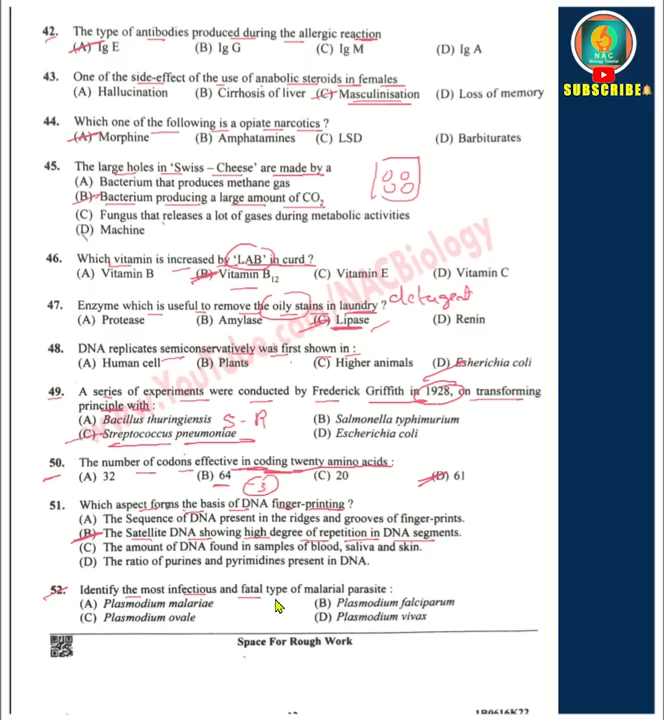 42. The type of antibodies produced during the allergic reaction
(A) Ig E (B) Ig G (C) Ig M (D) Ig A
43. One of the side-effect of the use of anabolic steroids in females
(A) Hallucination (B) Cirrhosis of liver (C) Masculinisation (D) Loss of memory
44. Which one of the following is a opiate narcotics ?
(A) Morphine (B) Amphatamines (C) LSD (D) Barbiturates
45. The large holes in 'Swiss – Cheese' are made by a
(A) Bacterium that produces methane gas
(B) Bacterium producing a large amount of CO₂
(C) Fungus that releases a lot of gases during metabolic activities
(D) Machine
46. Which vitamin is increased by 'LAB' in curd ?
(A) Vitamin B (B) Vitamin B₁₂ (C) Vitamin E (D) Vitamin C
detergent
47. Enzyme which is useful to remove the oily stains in laundry ?
(A) Protease (B) Amylase (C) Lipase (D) Renin
48. DNA replicates semiconservatively was first shown in :
(A) Human cell (B) Plants (C) Higher animals (D) Esherichia coli
49. A series of experiments were conducted by Frederick Griffith in 1928, on transforming
principle with :
(A) Bacillus thuringiensis S - R (B) Salmonella typhimurium
(C) Streptococcus pneumoniae (D) Escherichia coli
50. The number of codons effective in coding twenty amino acids :
(A) 32 (B) 64 -3 (C) 20 (D) 61
51. Which aspect forms the basis of DNA finger-printing ?
(A) The Sequence of DNA present in the ridges and grooves of finger-prints.
(B) The Satellite DNA showing high degree of repetition in DNA segments.
(C) The amount of DNA found in samples of blood, saliva and skin.
(D) The ratio of purines and pyrimidines present in DNA.
52. Identify the most infectious and fatal type of malarial parasite :
(A) Plasmodium malariae (B) Plasmodium falciparum
(C) Plasmodium ovale (D) Plasmodium vivax
Space For Rough Work
www.YouTube.com/NACBiology
NAC
Biology Tutorial
SUBSCRIBE